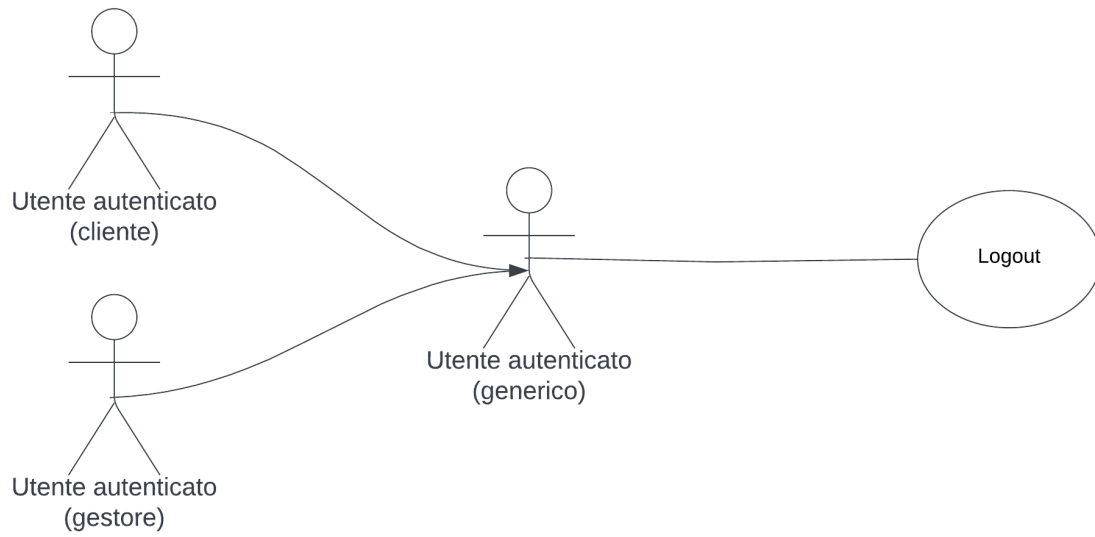 Utente autenticato
(cliente)
Utente autenticato
(generico)
Logout
Utente autenticato
(gestore)